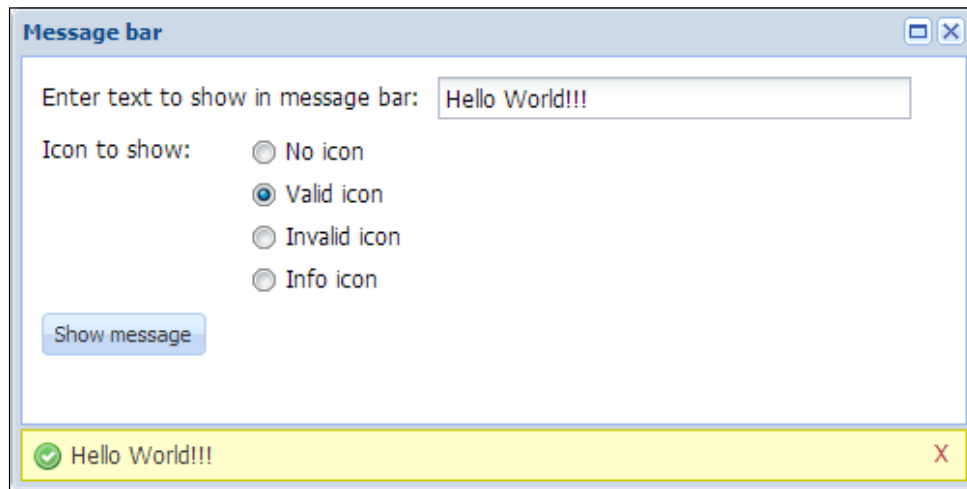 Message bar
Enter text to show in message bar: Hello World!!!
Icon to show: No icon
Valid icon
Invalid icon
Info icon
Show message
Hello World!!! X